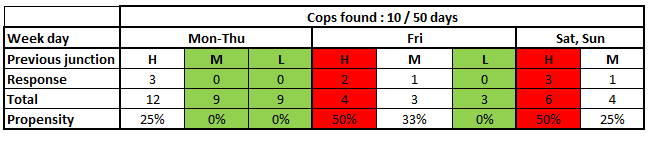 Cops found : 10 / 50 days
Week day Mon-Thu Fri Sat, Sun
Previous junction H M L H M L H M
Response 3 0 0 2 1 0 3 1
Total 12 9 9 4 3 3 6 4
Propensity 25% 0% 0% 50% 33% 0% 50% 25%